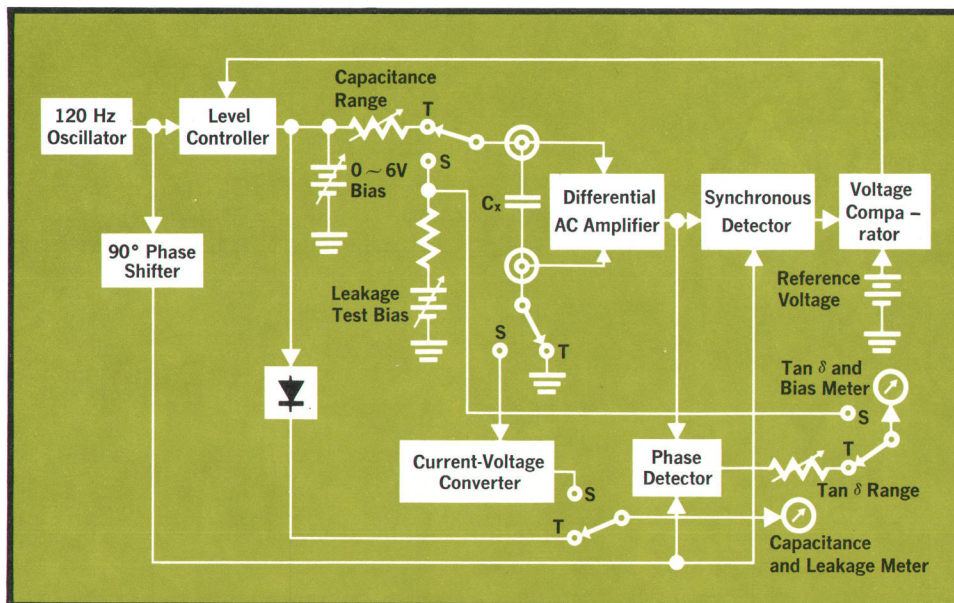 Capacitance
Range
120 Hz
Oscillator
Level
Controller
T
S
0 ~ 6V
Bias
Cx
Differential
AC Amplifier
Synchronous
Detector
Voltage
Compa –
rator
90° Phase
Shifter
Leakage
Test Bias
Reference
Voltage
S
T
Tan δ and
Bias Meter
S
T
Current-Voltage
Converter
S
T
Phase
Detector
Tan δ Range
Capacitance
and Leakage Meter